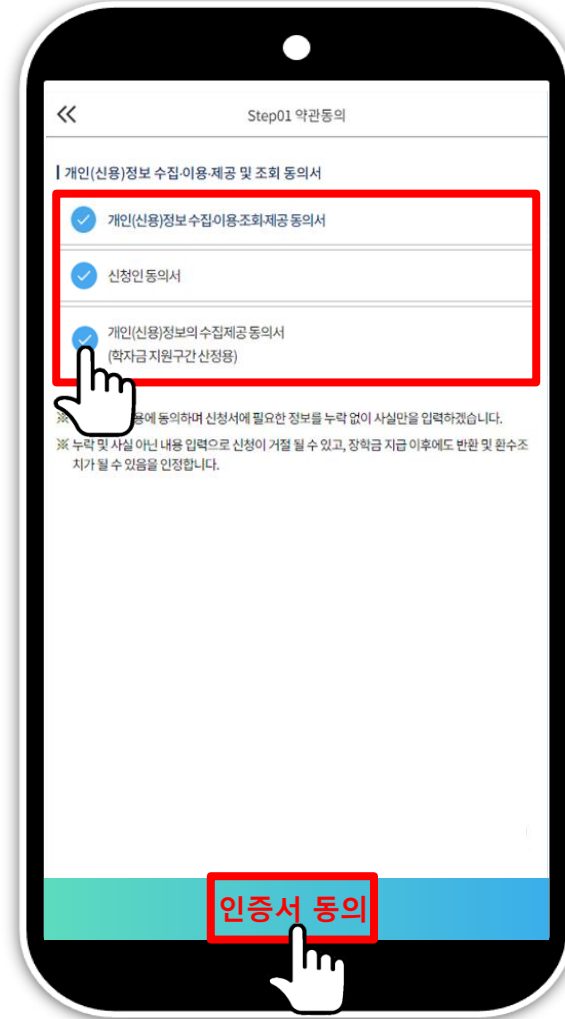 Step01 약관동의
개인(신용)정보 수집·이용·제공 및 조회 동의서
개인(신용)정보 수집·이용·조회·제공 동의서
신청인 동의서
개인(신용)정보의 수집제공 동의서
(학자금 지원구간 산정용)
※ 용에 동의하며 신청서에 필요한 정보를 누락 없이 사실만을 입력하겠습니다.
※ 누락 및 사실 아닌 내용 입력으로 신청이 거절 될 수 있고, 장학금 지급 이후에도 반환 및 환수조
치가 될 수 있음을 인정합니다.
인증서 동의